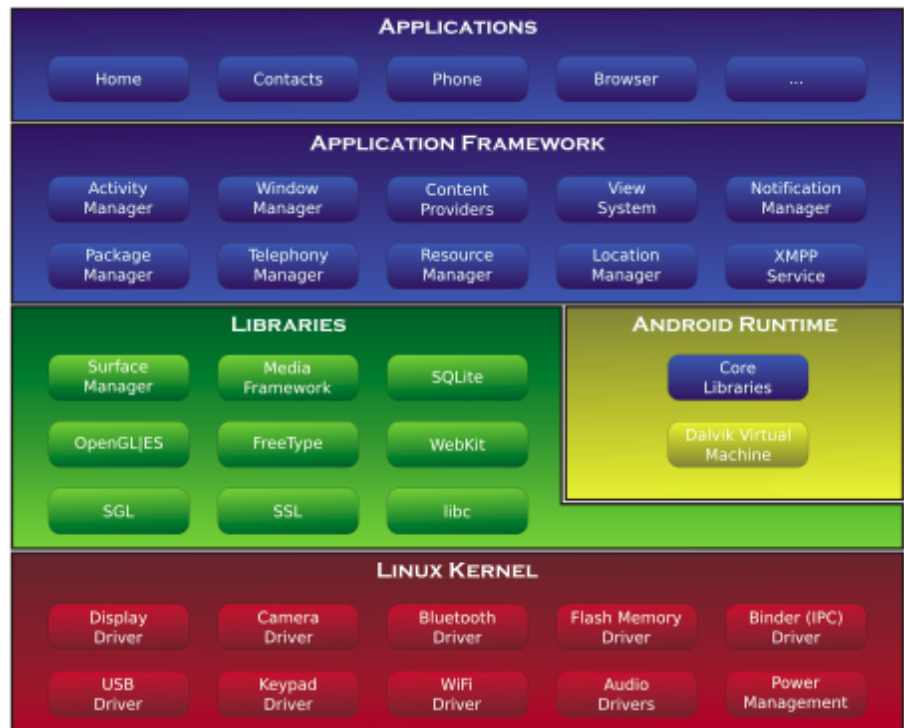 APPLICATIONS
Home
Contacts
Phone
Browser
...
APPLICATION FRAMEWORK
Activity
Manager
Window
Manager
Content
Providers
View
System
Notification
Manager
Package
Manager
Telephony
Manager
Resource
Manager
Location
Manager
XMPP
Service
LIBRARIES
Surface
Manager
Media
Framework
SQLite
OpenGL|ES
FreeType
WebKit
SGL
SSL
libc
ANDROID RUNTIME
Core
Libraries
Dalvik Virtual
Machine
LINUX KERNEL
Display
Driver
Camera
Driver
Bluetooth
Driver
Flash Memory
Driver
Binder (IPC)
Driver
USB
Driver
Keypad
Driver
WiFi
Driver
Audio
Drivers
Power
Management